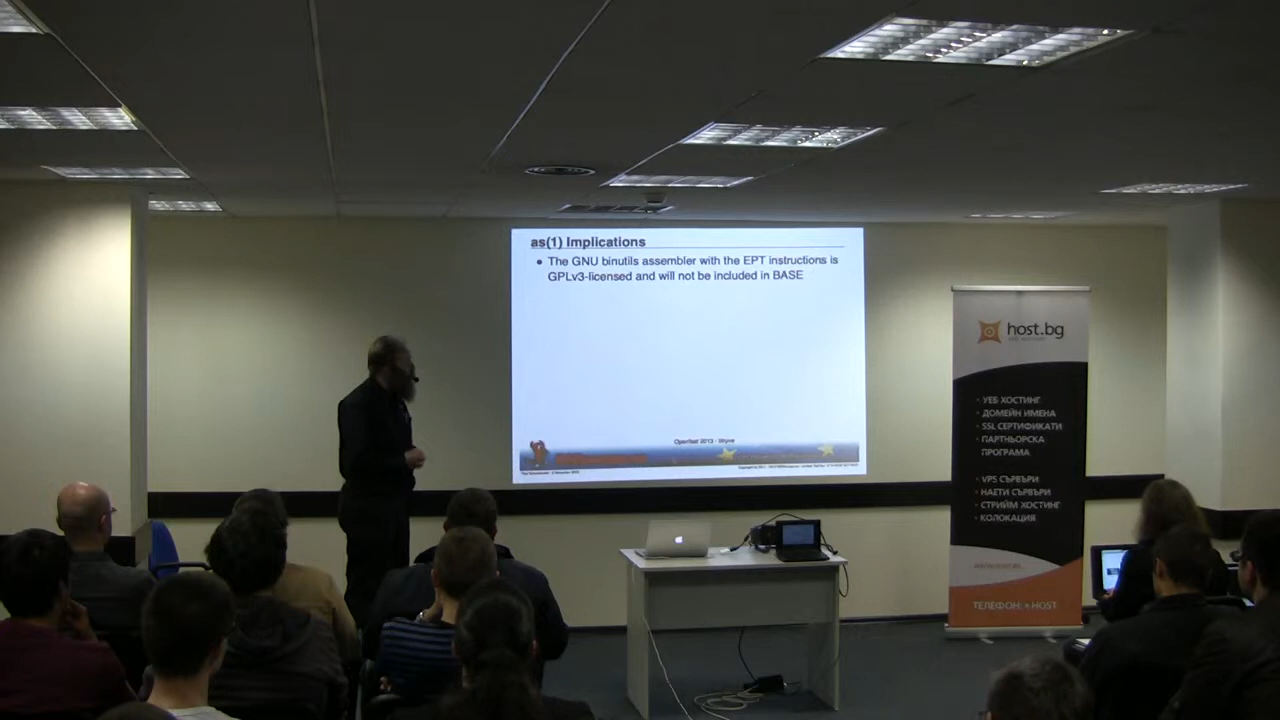 as(1) Implications
• The GNU binutils assembler with the EPT instructions is
GPLv3-licensed and will not be included in BASE
OpenFest 2013 - bhyve
host.bg
• УЕБ ХОСТИНГ
• ДОМЕЙН ИМЕНА
• SSL СЕРТИФИКАТИ
• ПАРТНЬОРСКА
ПРОГРАМА
• VPS СЪРВЪРИ
• НАЕТИ СЪРВЪРИ
• СТРИЙМ ХОСТИНГ
• КОЛОКАЦИЯ
ТЕЛЕФОН: * HOST